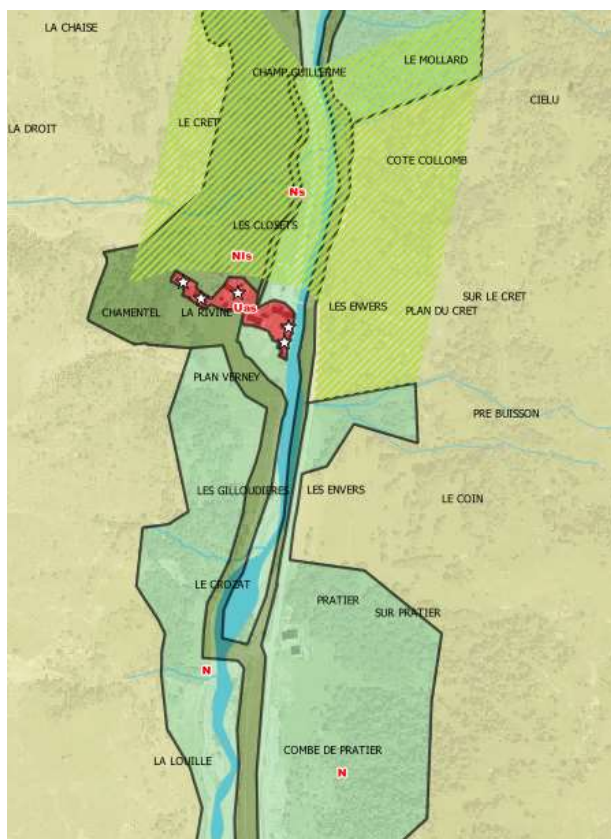 LA CHAISE
LE MOLLARD
CHAMP.GUILLERME
CIELU
LE CRET
LA DROIT
COTE COLLOMB
Ns
LES CLOSETS
Nls
SUR LE CRET
LES ENVERS
Uas
PLAN DU CRET
CHAMENTEL
LA RIVINE
PLAN VERNEY
PRE BUISSON
LES GILLOUDIERES
LES ENVERS
LE COIN
LE CROZAT
PRATIER
SUR PRATIER
N
COMBE DE PRATIER
LA LOUILLE
N